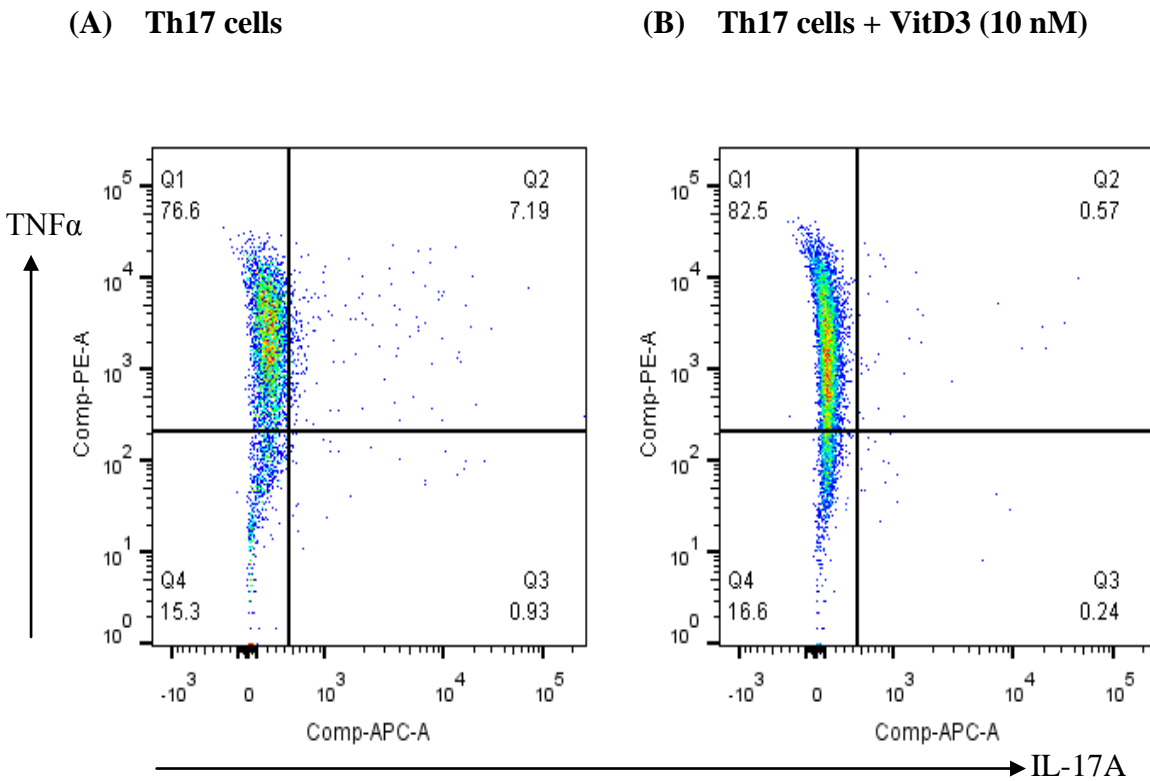 (A) Th17 cells
(B) Th17 cells + VitD3 (10 nM)
TNFα
Comp-PE-A
10^5
10^4
10^3
10^2
10^1
10^0
Q1
76.6
Q2
7.19
Q4
15.3
Q3
0.93
-10^3 0 10^3 10^4 10^5
Comp-APC-A
Comp-PE-A
10^5
10^4
10^3
10^2
10^1
10^0
Q1
82.5
Q2
0.57
Q4
16.6
Q3
0.24
-10^3 0 10^3 10^4 10^5
Comp-APC-A
IL-17A